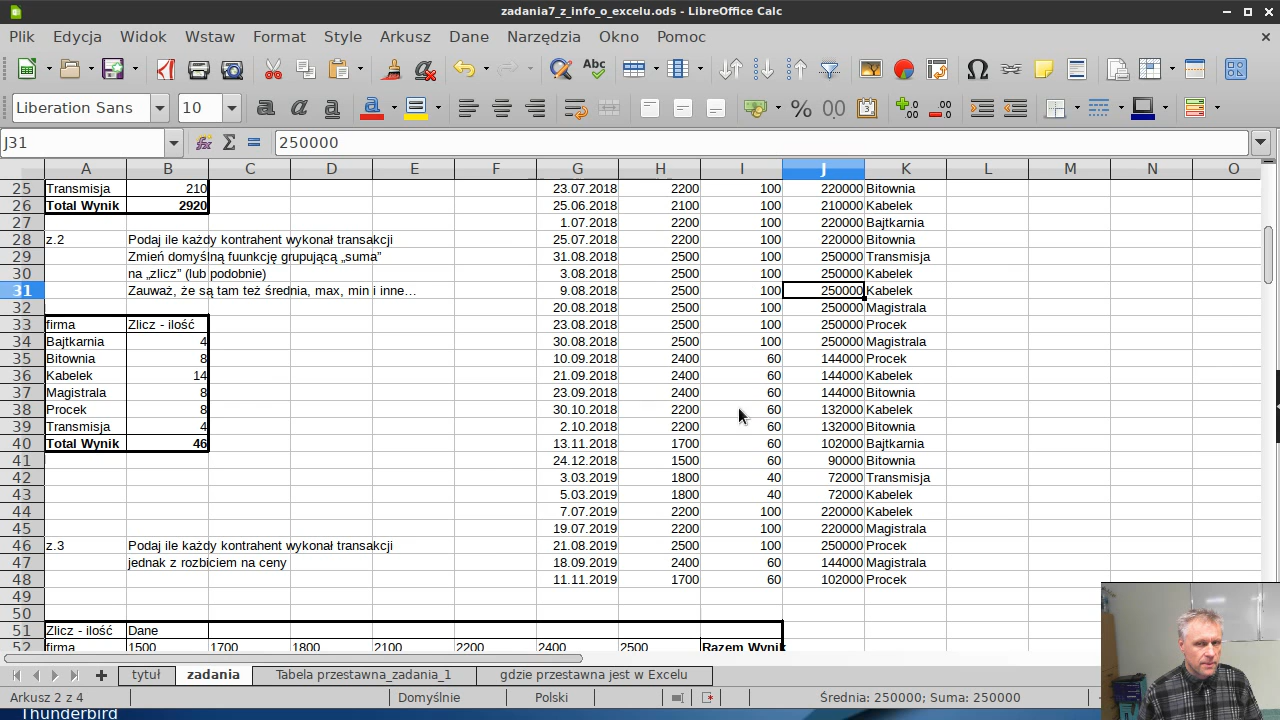 zadania7_z_info_o_excelu.ods - LibreOffice Calc
Plik Edycja Widok Wstaw Format Arkusz Style Dane Narzędzia Okno Pomoc
Liberation Sans 10
J31 250000
A B C D E F G H I J K L M N O
25 Transmisja 210 23.07.2018 2200 100 220000 Bitownia
26 Total Wynik 2920 25.06.2018 2100 100 210000 Kabelek
27 1.07.2018 2200 100 220000 Bajtkarnia
28 z.2 Podaj ile każdy kontrahent wykonał transakcji 25.07.2018 2200 100 220000 Bitownia
29 Zmień domyślną fuunkcję grupującą „suma” 31.08.2018 2500 100 250000 Transmisja
30 na „zlicz” (lub podobnie) 3.08.2018 2500 100 250000 Kabelek
31 Zauważ, że są tam też średnia, max, min i inne… 9.08.2018 2500 100 250000 Kabelek
32 20.08.2018 2500 100 250000 Magistrala
33 firma Zlicz - ilość 23.08.2018 2500 100 250000 Procek
34 Bajtkarnia 4 30.08.2018 2500 100 250000 Magistrala
35 Bitownia 8 10.09.2018 2400 60 144000 Procek
36 Kabelek 14 21.09.2018 2400 60 144000 Kabelek
37 Magistrala 8 23.09.2018 2400 60 144000 Bitownia
38 Procek 8 30.10.2018 2200 60 132000 Kabelek
39 Transmisja 4 2.10.2018 2200 60 132000 Bitownia
40 Total Wynik 46 13.11.2018 1700 60 102000 Bajtkarnia
41 24.12.2018 1500 60 90000 Bitownia
42 3.03.2019 1800 40 72000 Transmisja
43 5.03.2019 1800 40 72000 Kabelek
44 7.07.2019 2200 100 220000 Kabelek
45 19.07.2019 2200 100 220000 Magistrala
46 z.3 Podaj ile każdy kontrahent wykonał transakcji 21.08.2019 2500 100 250000 Procek
47 jednak z rozbiciem na ceny 18.09.2019 2400 60 144000 Magistrala
48 11.11.2019 1700 60 102000 Procek
49
50
51 Zlicz - ilość Dane
52 firma 1500 1700 1800 2100 2200 2400 2500 Razem Wynik
tytuł zadania Tabela przestawna_zadania_1 gdzie przestawna jest w Excelu
Arkusz 2 z 4 Domyślnie Polski Średnia: 250000; Suma: 250000
Thunderbird